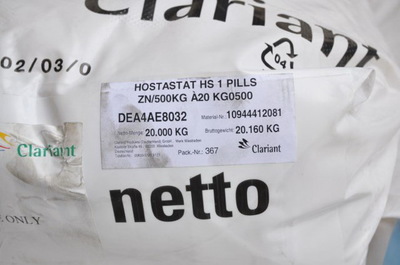 Clariant
02/03/0
HOSTASTAT HS 1 PILLS
ZN/500KG À20 KG0500
DEA4AE8032 Material-Nr. 10944412081
20.000 KG Bruttogewicht: 20.160 KG
Pack.-Nr.: 367
Clariant
Clariant
netto
E ONLY